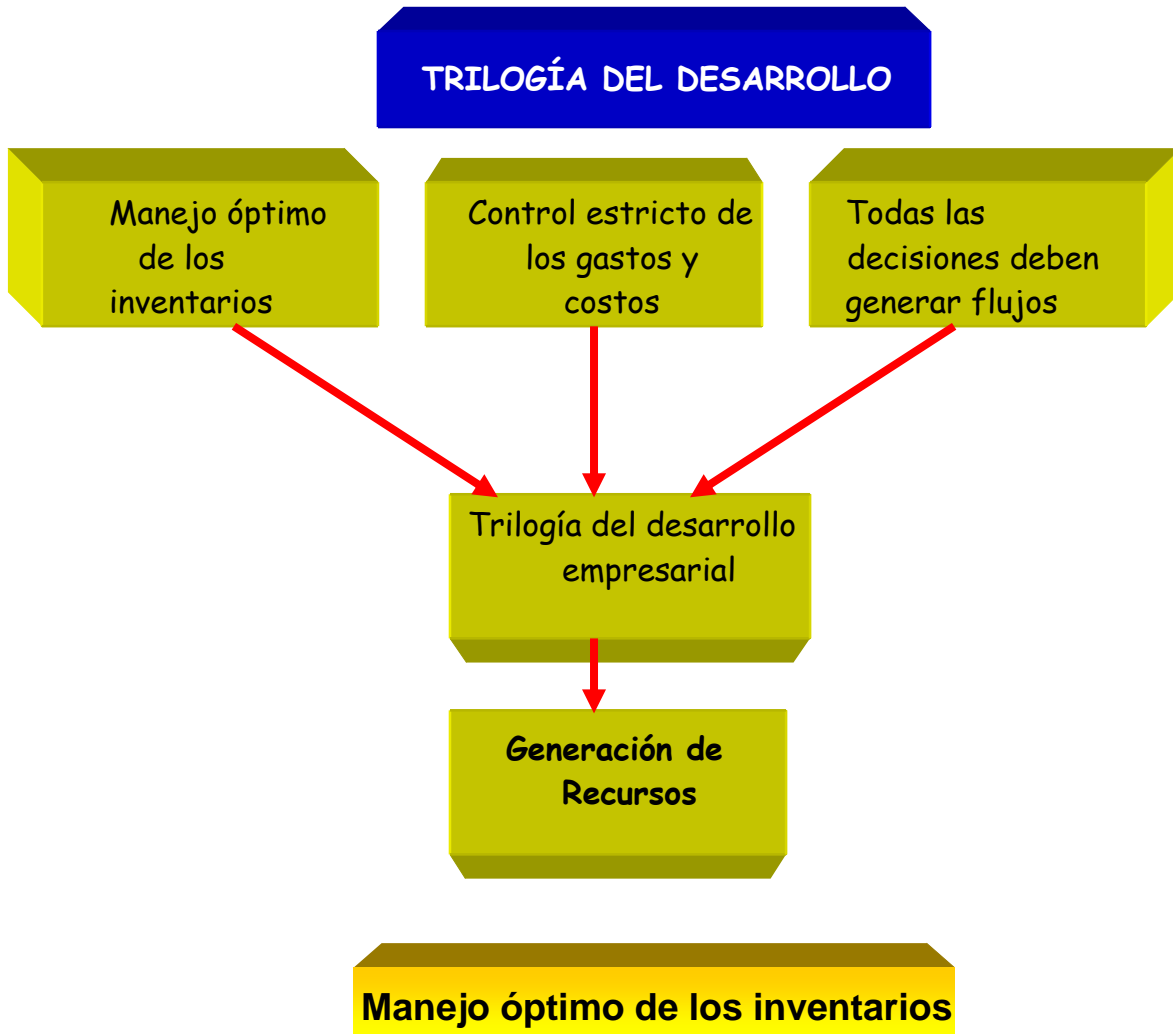 TRILOGÍA DEL DESARROLLO
Manejo óptimo
de los
inventarios
Control estricto de
los gastos y
costos
Todas las
decisiones deben
generar flujos
Trilogía del desarrollo
empresarial
Generación de
Recursos
Manejo óptimo de los inventarios